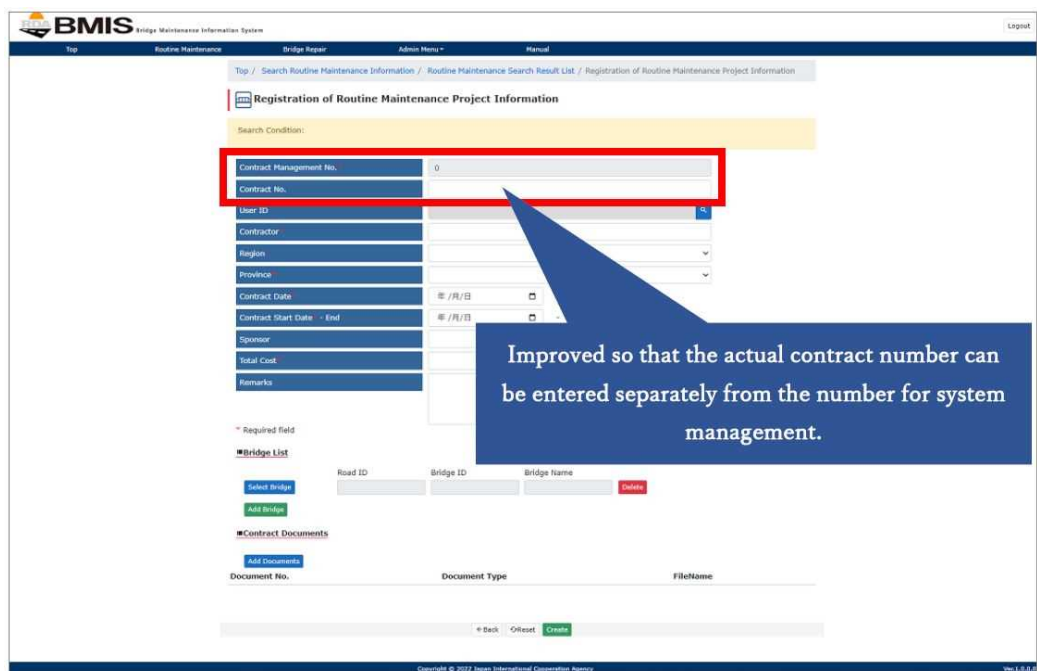 RDA BMIS Bridge Maintenance Information System
Logout
Top Routine Maintenance Bridge Repair Admin Menu Manual
Top / Search Routine Maintenance Information / Routine Maintenance Search Result List / Registration of Routine Maintenance Project Information
Registration of Routine Maintenance Project Information
Search Condition:
Contract Management No. 0
Contract No.
User ID
Contractor
Region
Province *
Contract Date 年 /月/日
Contract Start Date * - End 年 /月/日 -
Sponsor
Total Cost *
Remarks
Improved so that the actual contract number can
be entered separately from the number for system
management.
* Required field
■Bridge List
Road ID Bridge ID Bridge Name
Select Bridge Delete
Add Bridge
■Contract Documents
Add Documents
Document No. Document Type FileName
Back Reset Create
Copyright © 2022 Japan International Cooperation Agency